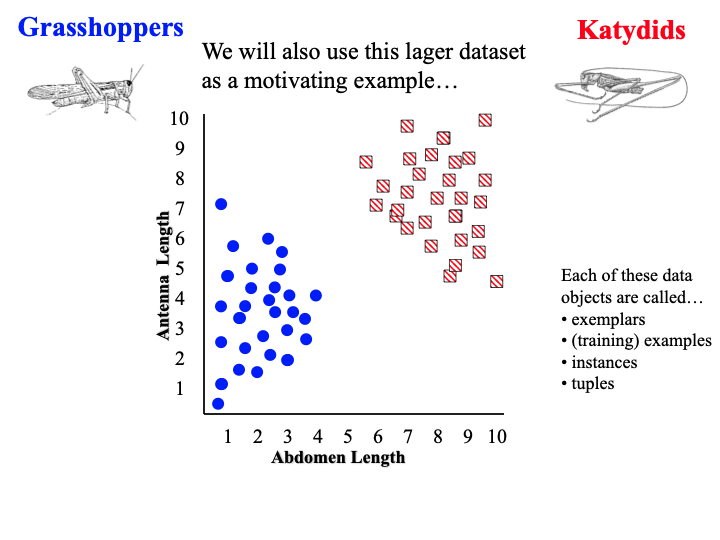 Grasshoppers
Katydids
We will also use this lager dataset
as a motivating example…
10
9
8
7
6
5
4
3
2
1
Antenna Length
1 2 3 4 5 6 7 8 9 10
Abdomen Length
Each of these data
objects are called…
• exemplars
• (training) examples
• instances
• tuples